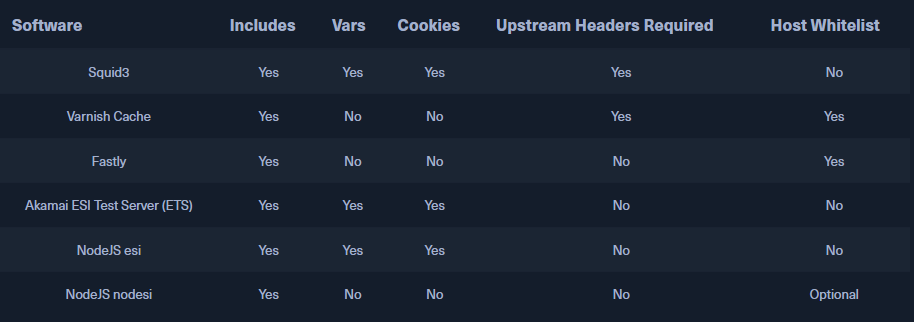 Software Includes Vars Cookies Upstream Headers Required Host Whitelist
Squid3 Yes Yes Yes Yes No
Varnish Cache Yes No No Yes Yes
Fastly Yes No No No Yes
Akamai ESI Test Server (ETS) Yes Yes Yes No No
NodeJS esi Yes Yes Yes No No
NodeJS nodesi Yes No No No Optional